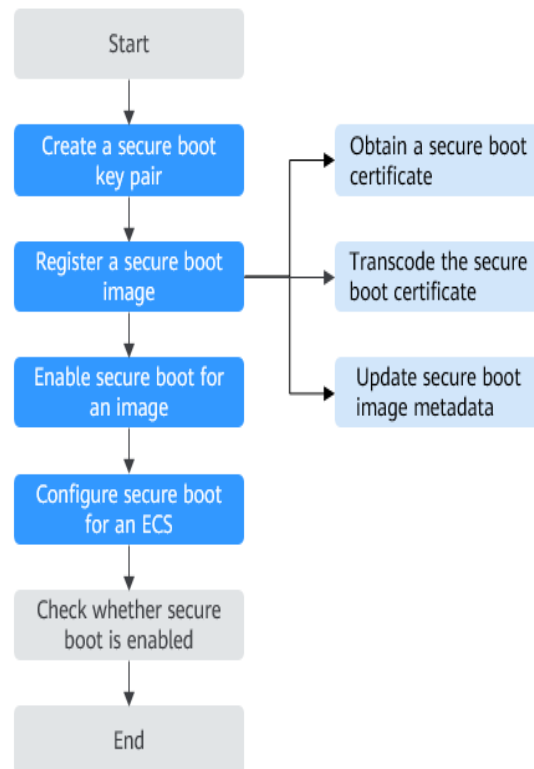 Start
Create a secure boot
key pair
Obtain a secure boot
certificate
Register a secure boot
image
Transcode the secure
boot certificate
Enable secure boot for
an image
Update secure boot
image metadata
Configure secure boot
for an ECS
Check whether secure
boot is enabled
End